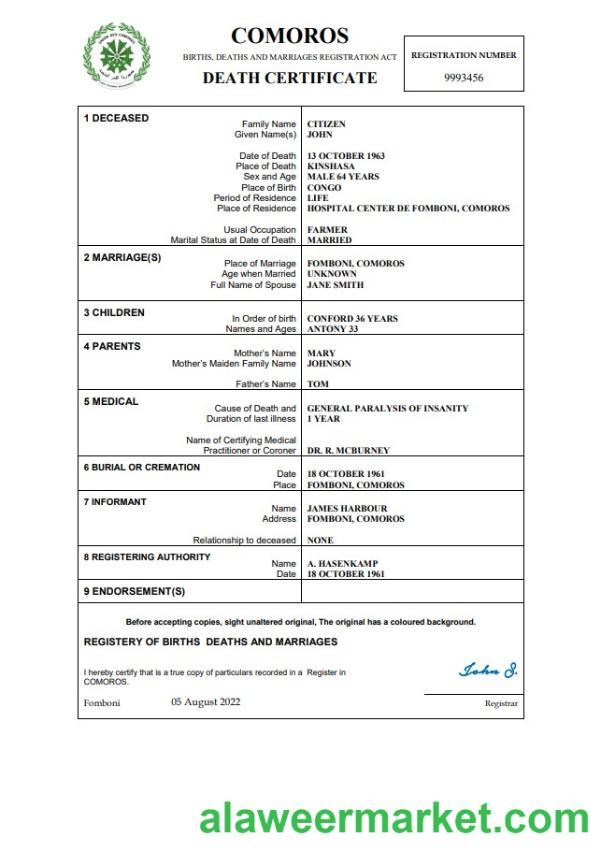 COMOROS
BIRTHS, DEATHS AND MARRIAGES REGISTRATION ACT
DEATH CERTIFICATE
REGISTRATION NUMBER
9993456
1 DECEASED
Family Name CITIZEN
Given Name(s) JOHN
Date of Death 13 OCTOBER 1963
Place of Death KINSHASA
Sex and Age MALE 64 YEARS
Place of Birth CONGO
Period of Residence LIFE
Place of Residence HOSPITAL CENTER DE FOMBONI, COMOROS
Usual Occupation FARMER
Marital Status at Date of Death MARRIED
2 MARRIAGE(S)
Place of Marriage FOMBONI, COMOROS
Age when Married UNKNOWN
Full Name of Spouse JANE SMITH
3 CHILDREN
In Order of birth CONFORD 36 YEARS
Names and Ages ANTONY 33
4 PARENTS
Mother's Name MARY
Mother's Maiden Family Name JOHNSON
Father's Name TOM
5 MEDICAL
Cause of Death and GENERAL PARALYSIS OF INSANITY
Duration of last illness 1 YEAR
Name of Certifying Medical
Practitioner or Coroner DR. R. MCBURNEY
6 BURIAL OR CREMATION
Date 18 OCTOBER 1961
Place FOMBONI, COMOROS
7 INFORMANT
Name JAMES HARBOUR
Address FOMBONI, COMOROS
Relationship to deceased NONE
8 REGISTERING AUTHORITY
Name A. HASENKAMP
Date 18 OCTOBER 1961
9 ENDORSEMENT(S)
Before accepting copies, sight unaltered original, The original has a coloured background.
REGISTERY OF BIRTHS DEATHS AND MARRIAGES
I hereby certify that is a true copy of particulars recorded in a Register in
COMOROS.
John S.
Fomboni 05 August 2022
Registrar
alaweermarket.com